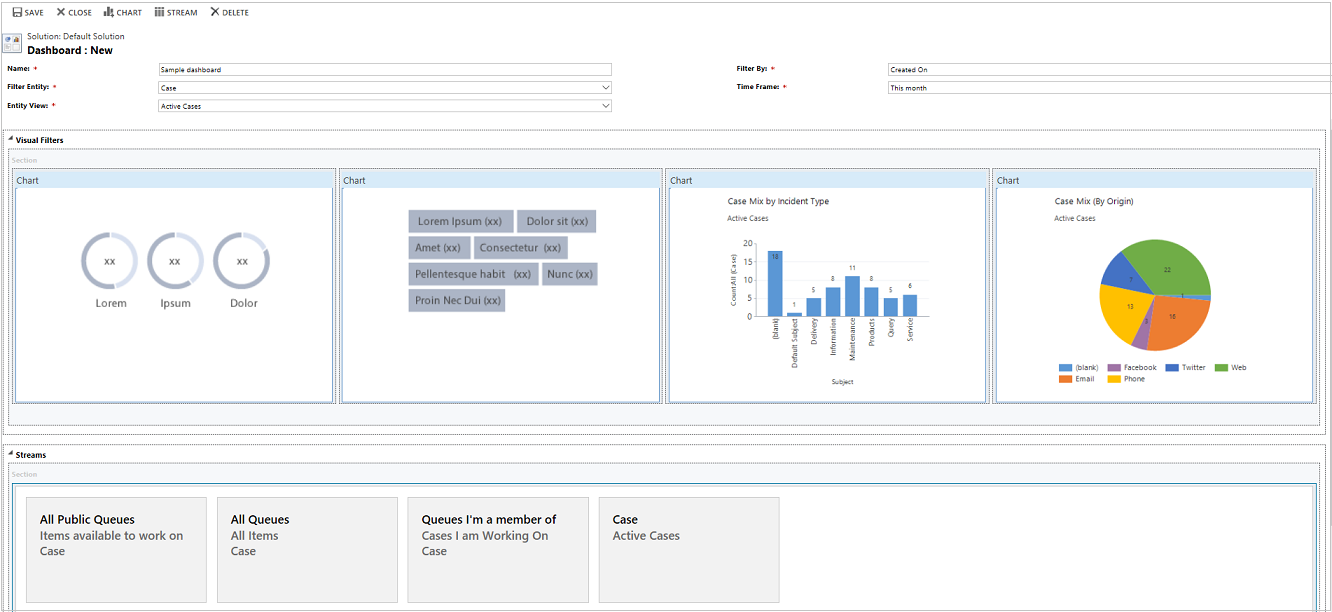 SAVE CLOSE CHART STREAM DELETE
Solution: Default Solution
Dashboard : New
Name: * Sample dashboard Filter By: * Created On
Filter Entity: * Case Time Frame: * This month
Entity View: * Active Cases
Visual Filters
Section
Chart Chart Chart Chart
xx xx xx
Lorem Ipsum Dolor
Lorem Ipsum (xx) Dolor sit (xx)
Amet (xx) Consectetur (xx)
Pellentesque habit (xx) Nunc (xx)
Proin Nec Dui (xx)
Case Mix by Incident Type
Active Cases
Count:All (Case)
20
15
10
5
0
18 1 5 8 11 8 5 6
(blank) Default Subject Delivery Information Maintenance Products Query Service
Subject
Case Mix (By Origin)
Active Cases
22
7
1
13
16
(blank) Facebook Twitter Web
Email Phone
Streams
Section
All Public Queues
Items available to work on
Case
All Queues
All Items
Case
Queues I'm a member of
Cases I am Working On
Case
Case
Active Cases